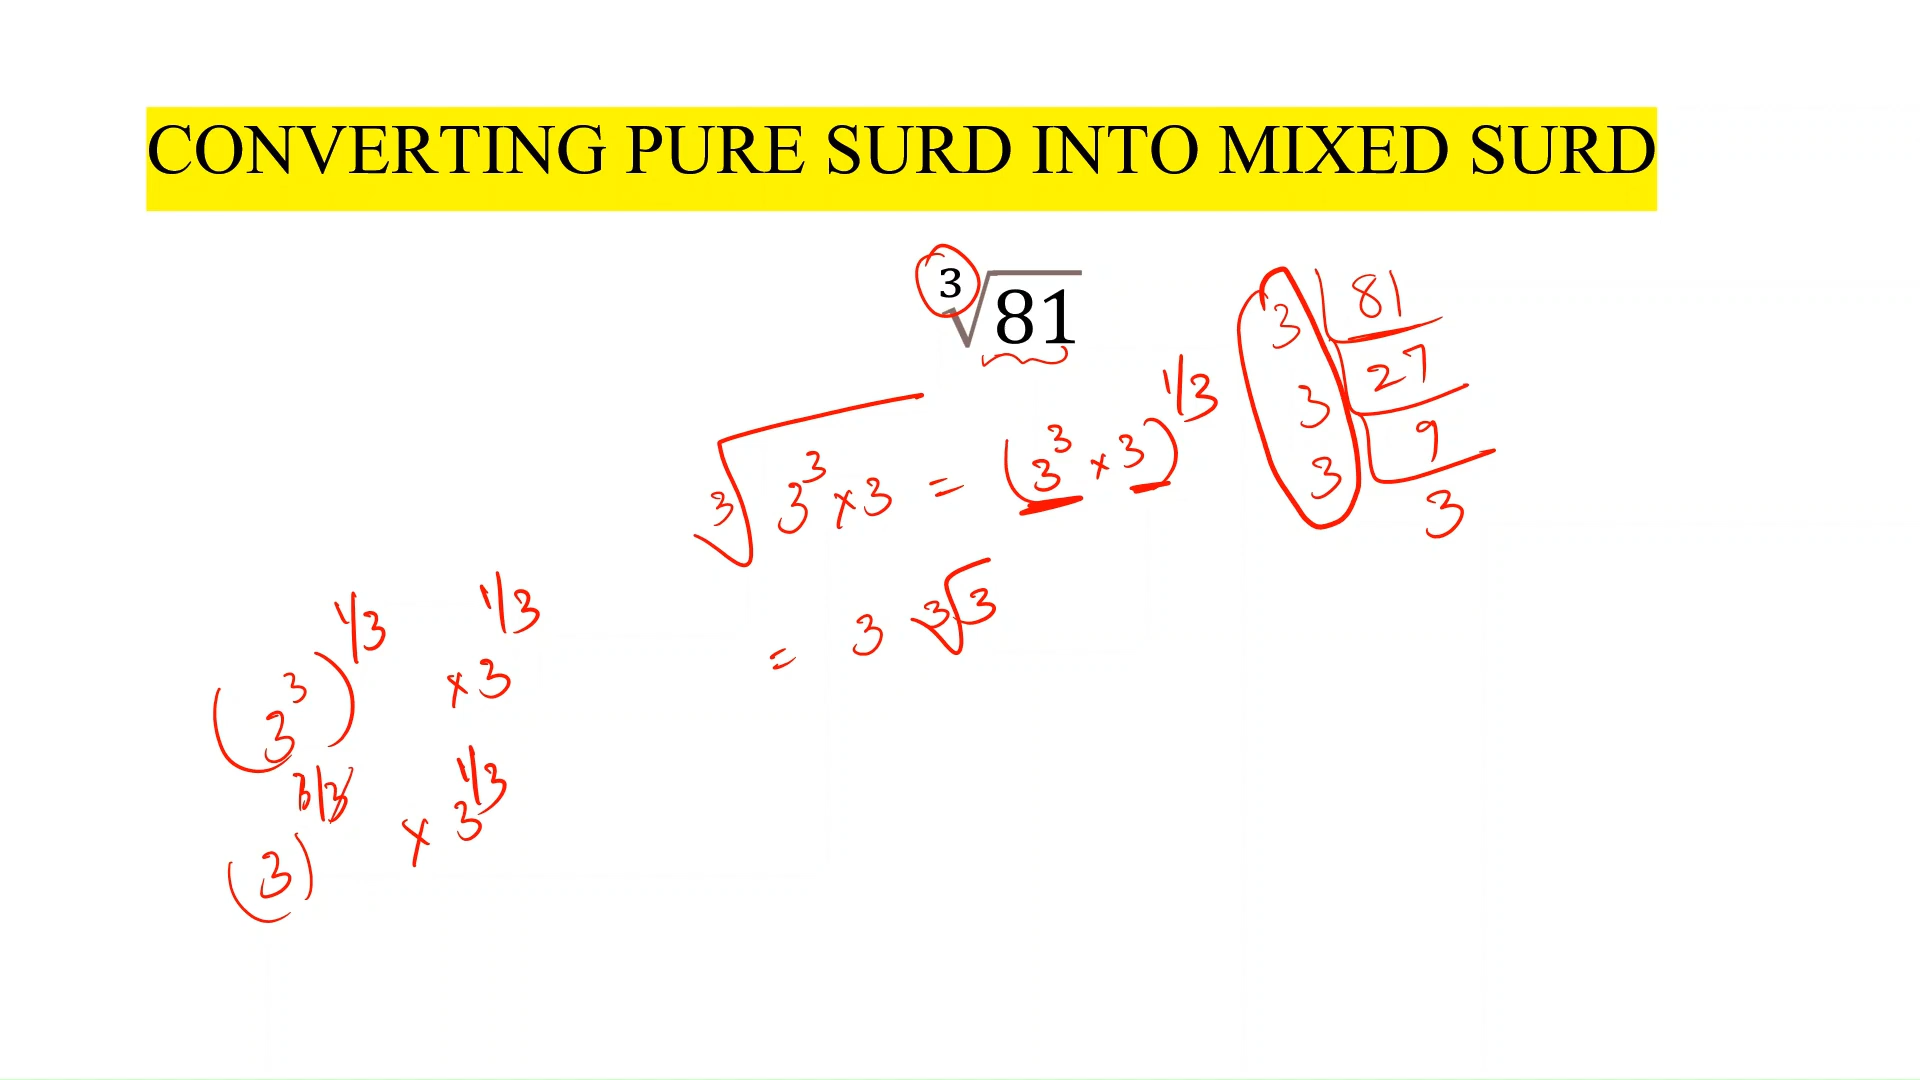 CONVERTING PURE SURD INTO MIXED SURD
∛81
3 | 81
3 | 27
3 | 9
3
∛(3³ × 3) = (3³ × 3)^1/3
= 3 ∛3
(3³)^1/3 × 3^1/3
(3)^3/3 × 3^1/3